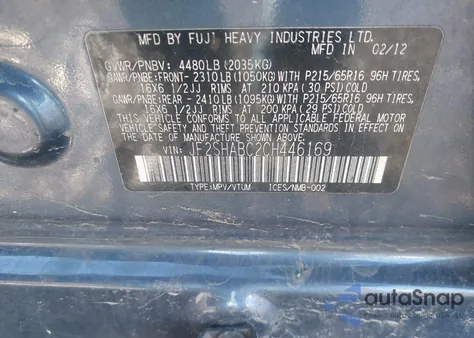 MFD BY FUJI HEAVY INDUSTRIES LTD.
MFD IN 02/12
GVWR/PNBV: 4480LB(2035KG)
GAWR/PNBE:FRONT-2310LB(1050KG)WITH P215/65R16 96H TIRES,
16X6 1/2JJ RIMS AT 210 KPA(30 PSI)COLD
GAWR/PNBE:REAR -2410LB(1095KG)WITH P215/65R16 96H TIRES,
16X6 1/2JJ RIMS AT 200 KPA(29 PSI)COLD
THIS VEHICLE CONFORMS TO ALL APPLICABLE FEDERAL
MOTOR VEHICLE SAFETY STANDARDS IN EFFECT ON THE
DATE OF MANUFACTURE SHOWN ABOVE.
VIN: JF2SHABC2CH446169
TYPE:MPV/VTUM ICES/NMB-002
autoSnap